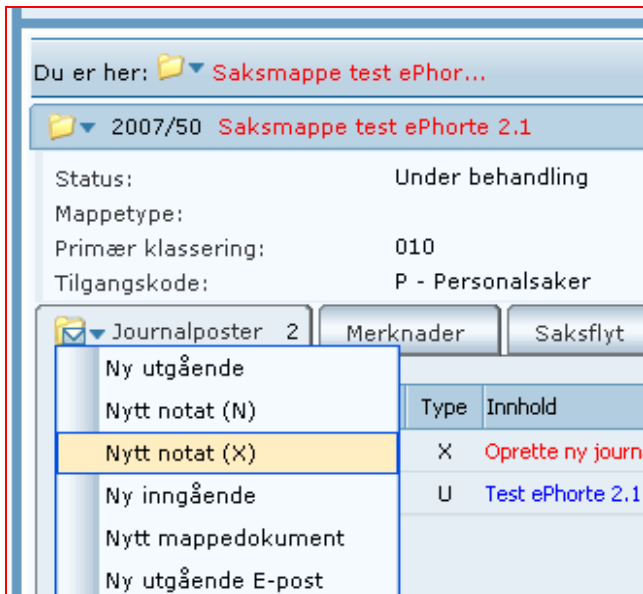 Du er her: Saksmappe test ePhor...
2007/50 Saksmappe test ePhorte 2.1
Status: Under behandling
Mappetype:
Primær klassering: 010
Tilgangskode: P - Personalsaker
Journalposter 2 Merknader Saksflyt
Ny utgående
Nytt notat (N) Type Innhold
Nytt notat (X) X Oprette ny journ
Ny inngående U Test ePhorte 2.1
Nytt mappedokument
Ny utgående E-post